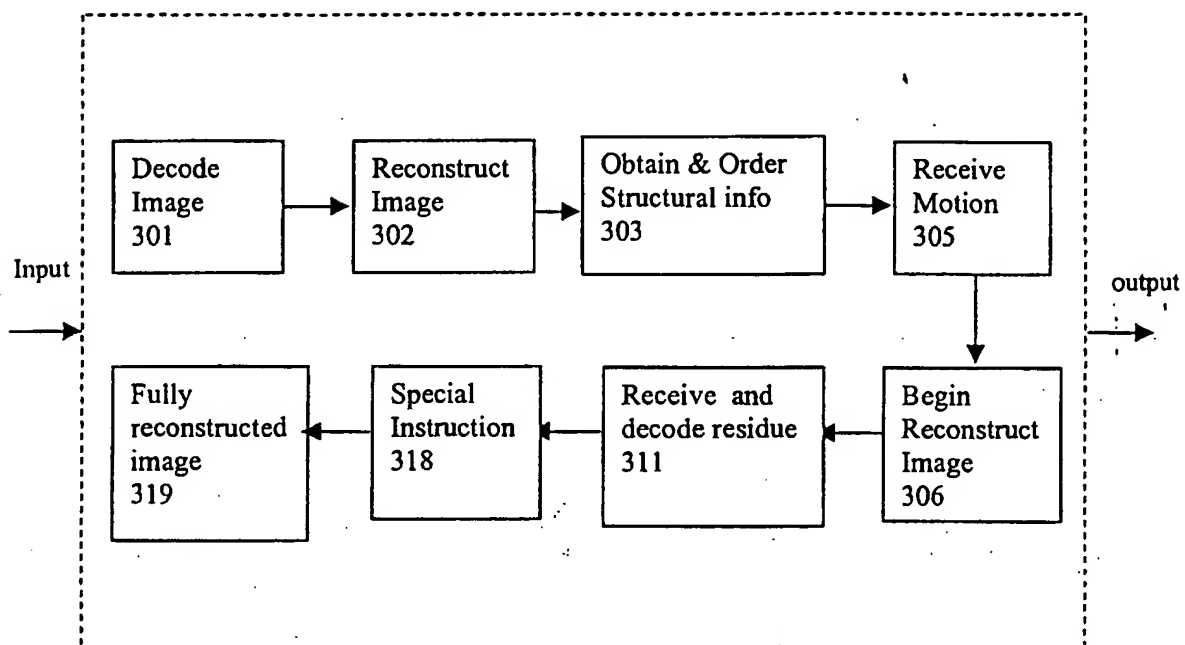 Decode
Image
301
Reconstruct
Image
302
Obtain & Order
Structural info
303
Receive
Motion
305
Input
output
Fully
reconstructed
image
319
Special
Instruction
318
Receive and
decode residue
311
Begin
Reconstruct
Image
306